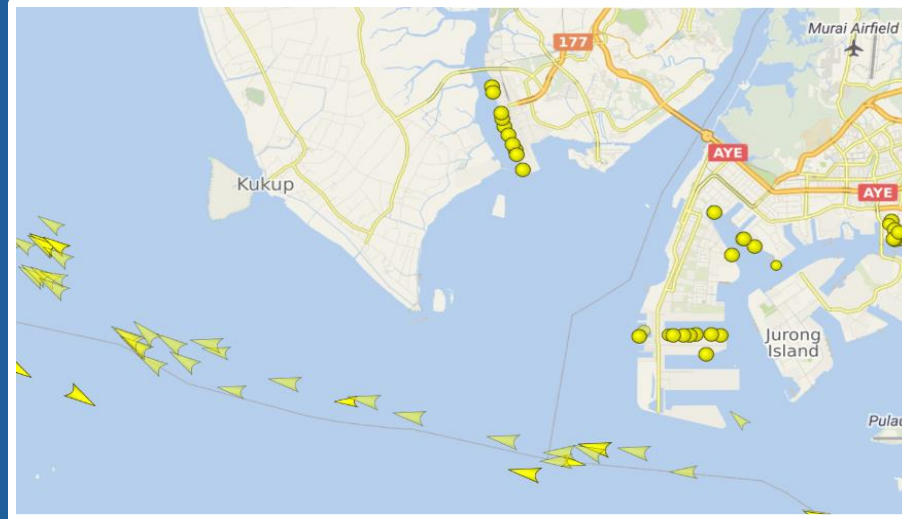 Murai Airfield
177
AYE
AYE
Kukup
Jurong
Island
Pulau